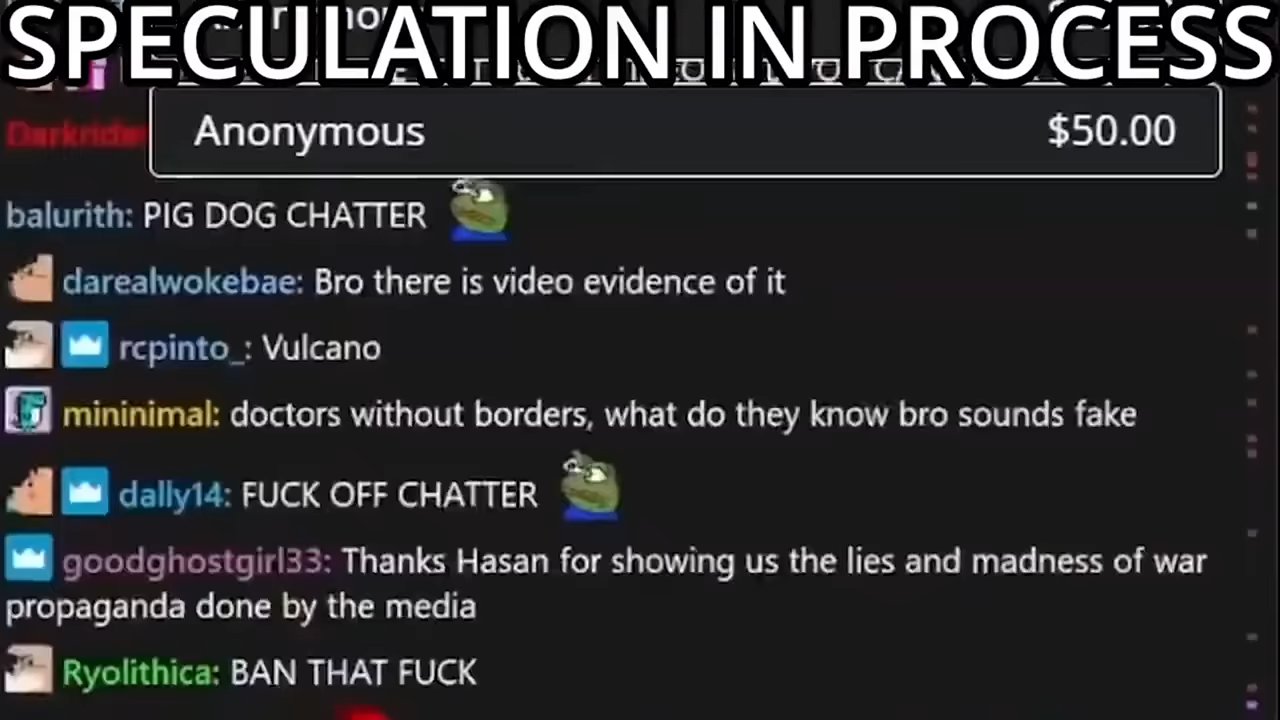 SPECULATION IN PROCESS
Darkrider
Anonymous $50.00
balurith: PIG DOG CHATTER
darealwokebae: Bro there is video evidence of it
rcpinto_: Vulcano
mininimal: doctors without borders, what do they know bro sounds fake
dally14: FUCK OFF CHATTER
goodghostgirl33: Thanks Hasan for showing us the lies and madness of war
propaganda done by the media
Ryolithica: BAN THAT FUCK